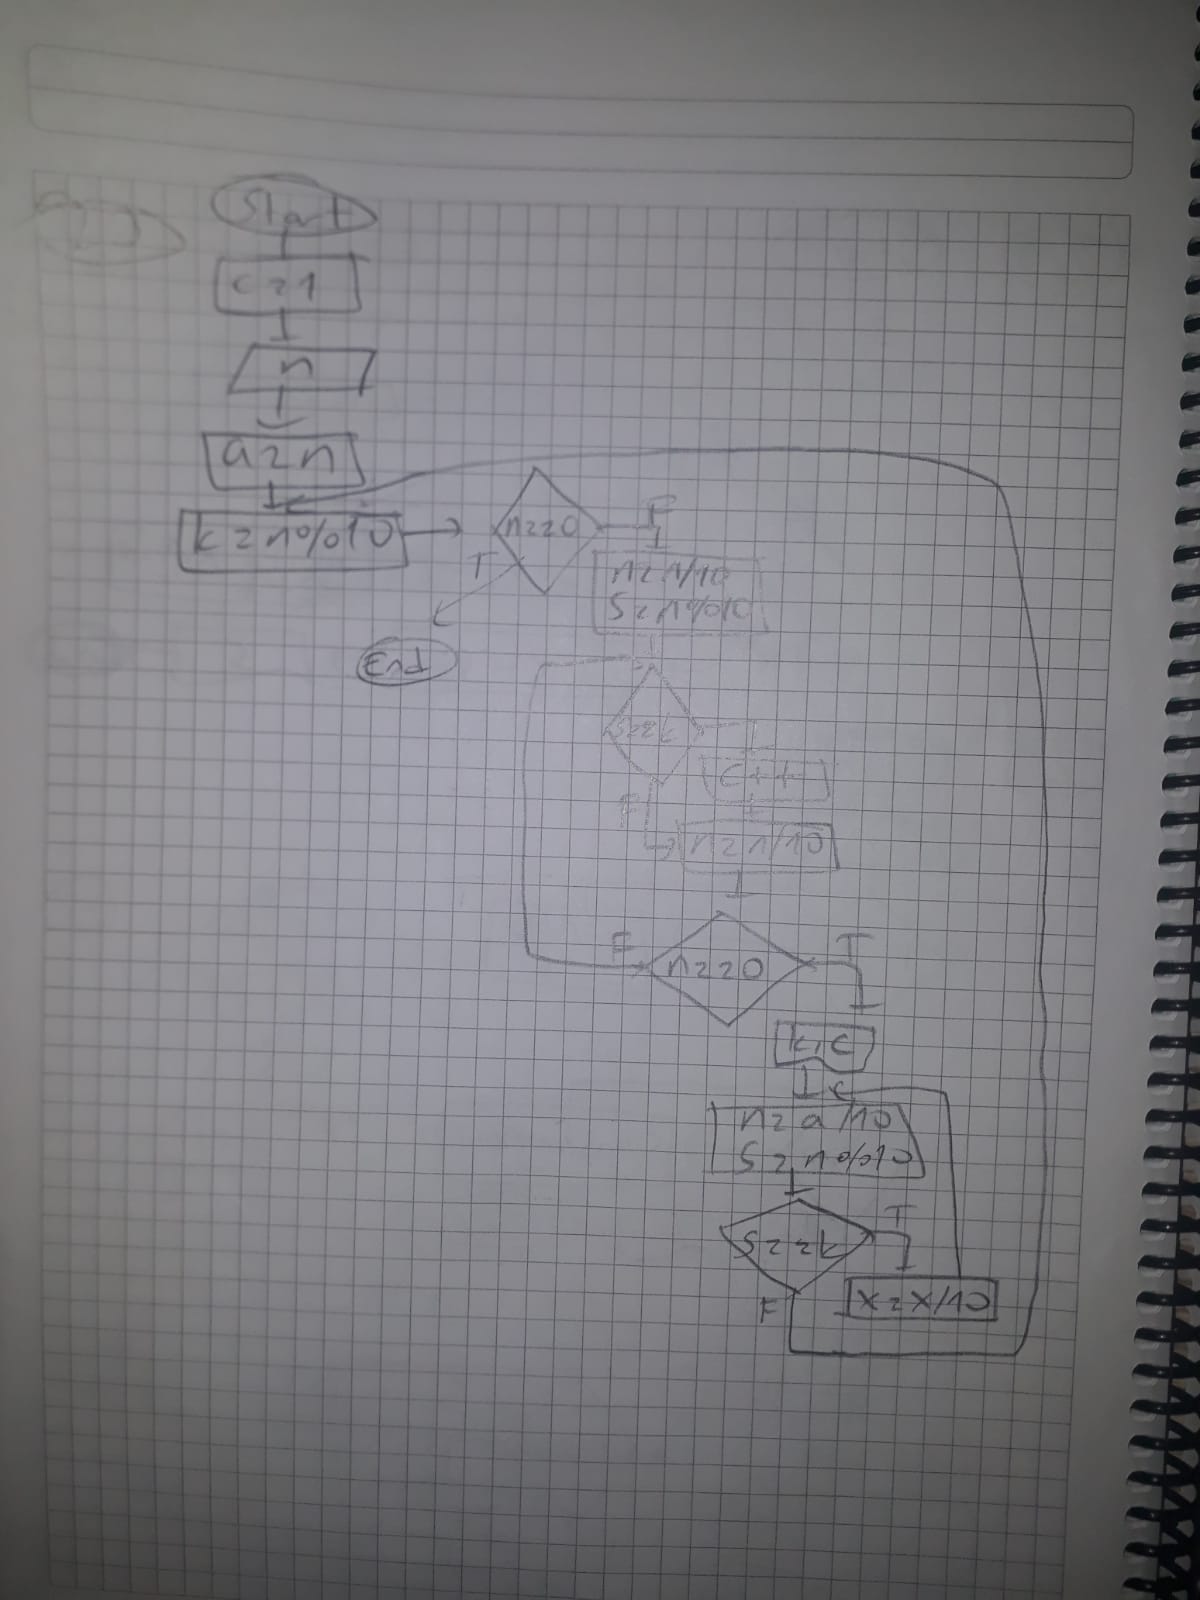 Start
c=1
n
a=n
k=n%10
n==0
F
T
n=n/10
S=n%10
End
S==k
c++
F
n=n/10
F
n==0
T
k,c
n=a/10
S=n%10
S==k
T
F
x=x/10